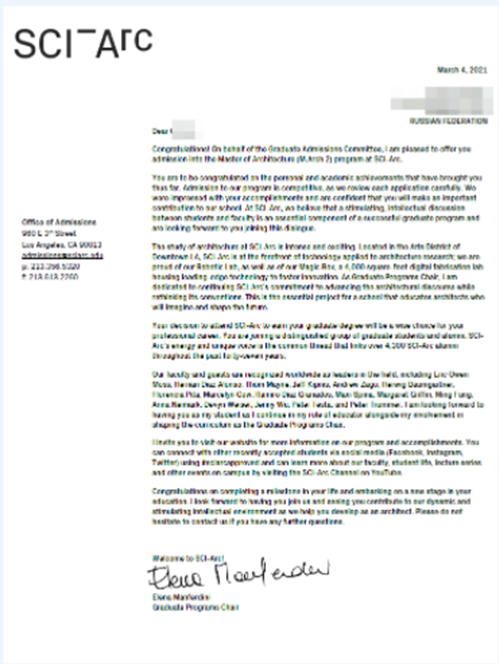 SCI-Arc
March 4, 2021
RUSSIAN FEDERATION
Dear
Congratulations! On behalf of the Graduate Admissions Committee, I am pleased to offer you
admission into the Master of Architecture (M.Arch 2) program at SCI-Arc.
You are to be congratulated on the personal and academic achievements that have brought you
thus far. Admission to our program is competitive, as we review each application carefully. We
were impressed with your accomplishments and are confident that you will make an important
contribution to our school. At SCI-Arc, we believe that a stimulating, intellectual discussion
between students and faculty is an essential component of a successful graduate program and
are looking forward to you joining this dialogue.
Office of Admissions
960 E 3rd Street
Los Angeles, CA 90013
admissions@sciarc.edu
p. 213.356.5320
f. 213.613.2260
The study of architecture at SCI-Arc is intense and exciting. Located in the Arts District of
Downtown LA, SCI-Arc is at the forefront of technology applied to architecture research; we are
proud of our Robotic Lab, as well as of our Magic Box, a 4,000 square foot digital fabrication lab
housing leading-edge technology to foster innovation. As Graduate Programs Chair, I am
dedicated to continuing SCI-Arc's commitment to advancing the architectural discourse while
rethinking its conventions. This is the essential project for a school that educates architects who
will imagine and shape the future.
Your decision to attend SCI-Arc to earn your graduate degree will be a wise choice for your
professional career. You are joining a distinguished group of graduate students and alumni. SCI-
Arc's energy and unique voice is the common thread that links over 4,000 SCI-Arc alumni
throughout the past forty-seven years.
Our faculty and guests are recognized worldwide as leaders in the field, including Eric Owen
Moss, Hernan Diaz Alonso, Thom Mayne, Jeff Kipnis, Andrew Zago, Herwig Baumgartner,
Florencia Pita, Marcelyn Gow, Ramiro Diaz Granados, Maxi Spina, Margaret Griffin, Ming Fung,
Anna Neimark, Devyn Weiser, Jenny Wu, Peter Testa, and Peter Trummer. I am looking forward to
having you as my student as I continue in my role of educator alongside my involvement in
shaping the curriculum as the Graduate Programs Chair.
I invite you to visit our website for more information on our program and accomplishments. You
can connect with other recently accepted students via social media (Facebook, Instagram,
Twitter) using #sciarcapproved and can learn more about our faculty, student life, lecture series
and other events on campus by visiting the SCI-Arc Channel on YouTube.
Congratulations on completing a milestone in your life and embarking on a new stage in your
education. I look forward to having you join us and seeing you contribute to our dynamic and
stimulating intellectual environment as we help you develop as an architect. Please do not
hesitate to contact us if you have any further questions.
Welcome to SCI-Arc!
Elena Manferdini
Elena Manferdini
Graduate Programs Chair